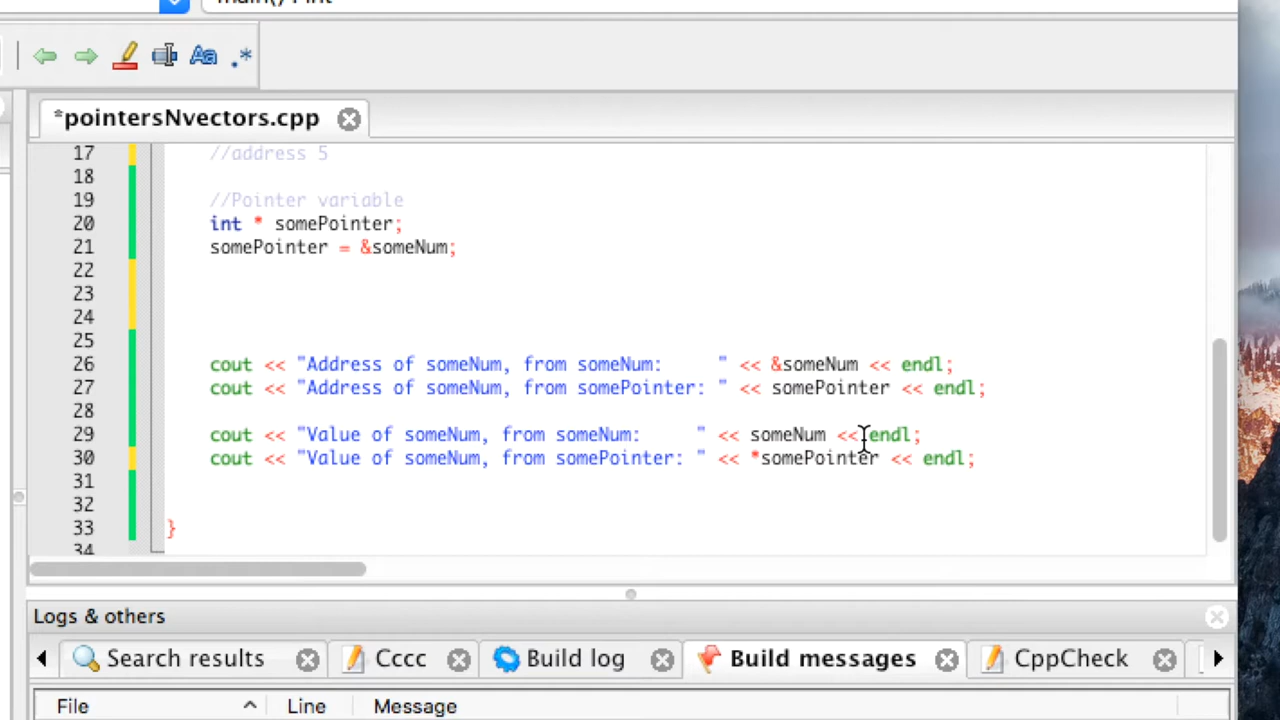 main() : int
Aa .*
*pointersNvectors.cpp
17 //address 5
18
19 //Pointer variable
20 int * somePointer;
21 somePointer = &someNum;
22
23
24
25
26 cout << "Address of someNum, from someNum:     " << &someNum << endl;
27 cout << "Address of someNum, from somePointer: " << somePointer << endl;
28
29 cout << "Value of someNum, from someNum:     " << someNum << endl;
30 cout << "Value of someNum, from somePointer: " << *somePointer << endl;
31
32
33 }
34
Logs & others
Search results Cccc Build log Build messages CppCheck
File Line Message